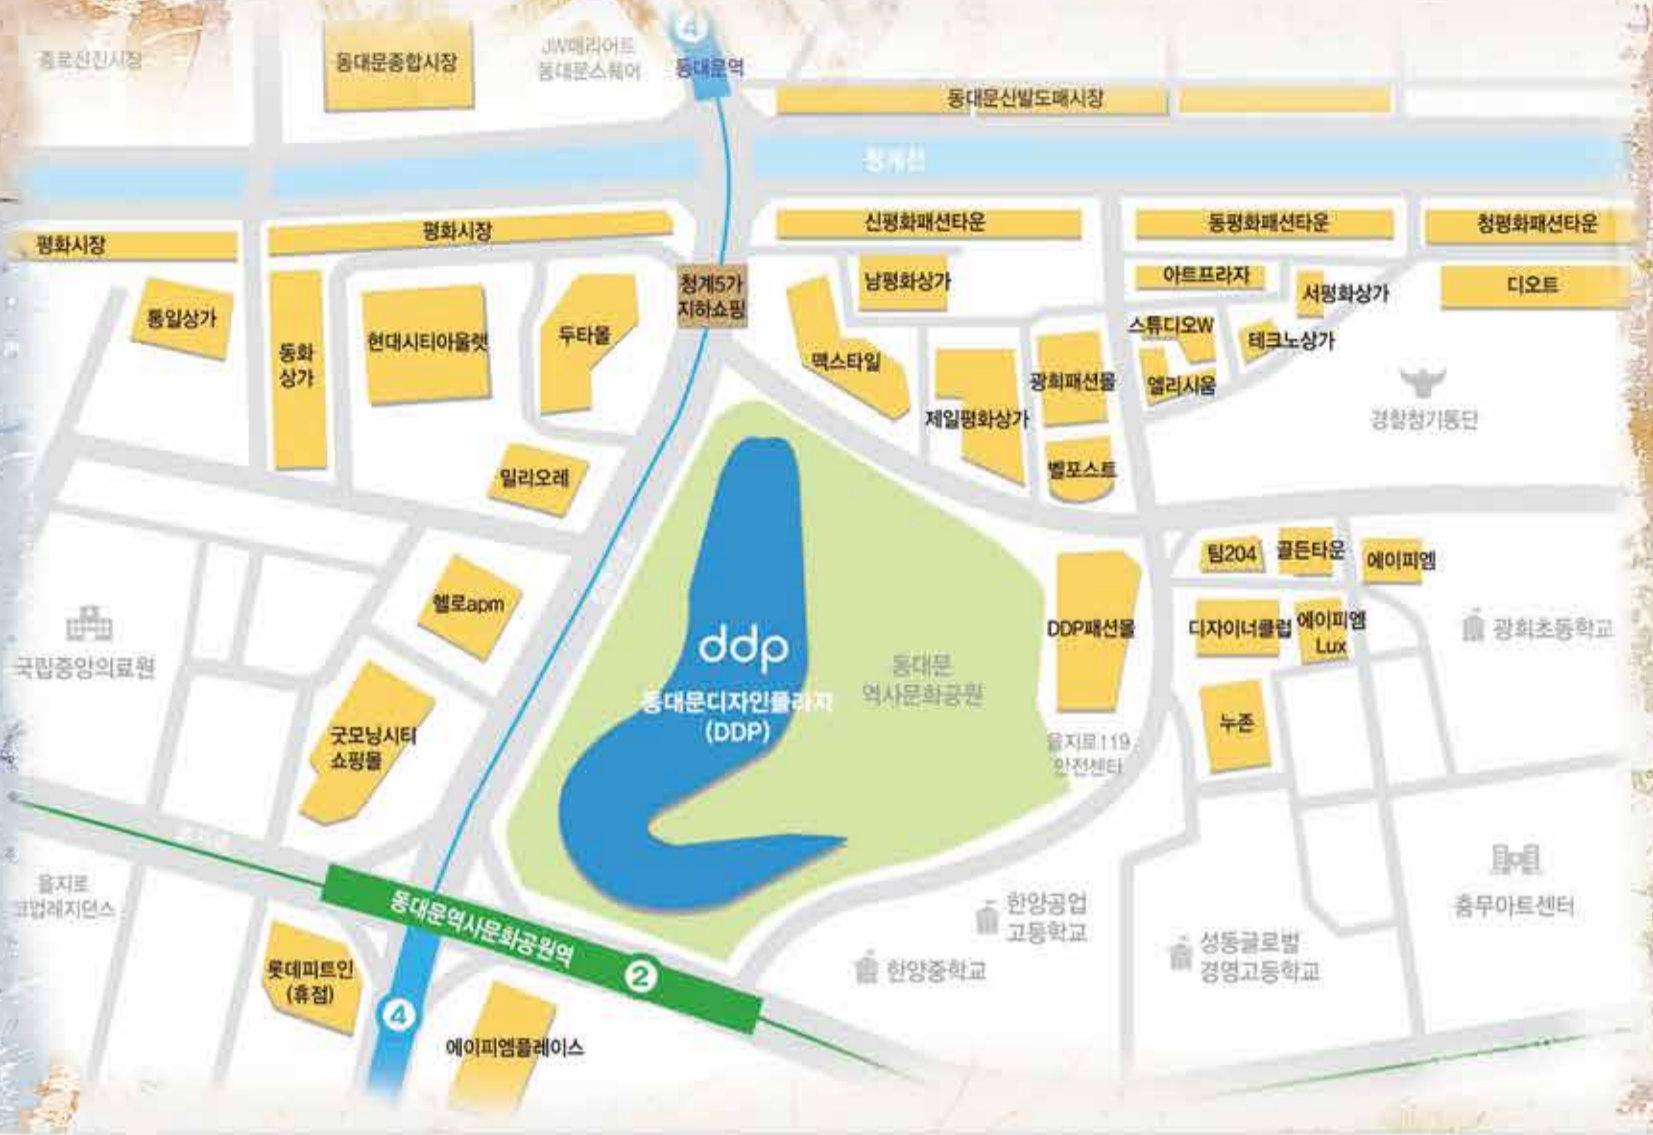 종로신진시장
동대문종합시장
JW메리어트
동대문스퀘어
4
동대문역
동대문신발도매시장
청계천
평화시장
평화시장
신평화패션타운
동평화패션타운
청평화패션타운
통일상가
동화
상가
현대시티아울렛
두타몰
청계5가
지하쇼핑
남평화상가
아트프라자
서평화상가
디오트
맥스타일
스튜디오W
테크노상가
광희패션몰
엘리시움
제일평화상가
경찰청기동단
밀리오레
벨포스트
헬로apm
팀204
골든타운
에이피엠
국립중앙의료원
ddp
동대문디자인플라자
(DDP)
동대문
역사문화공원
DDP패션몰
디자이너클럽
에이피엠
Lux
광희초등학교
굿모닝시티
쇼핑몰
을지로119
안전센터
누존
을지로
코업레지던스
동대문역사문화공원역
2
한양공업
고등학교
충무아트센터
롯데피트인
(휴점)
4
한양중학교
성동글로벌
경영고등학교
에이피엠플레이스